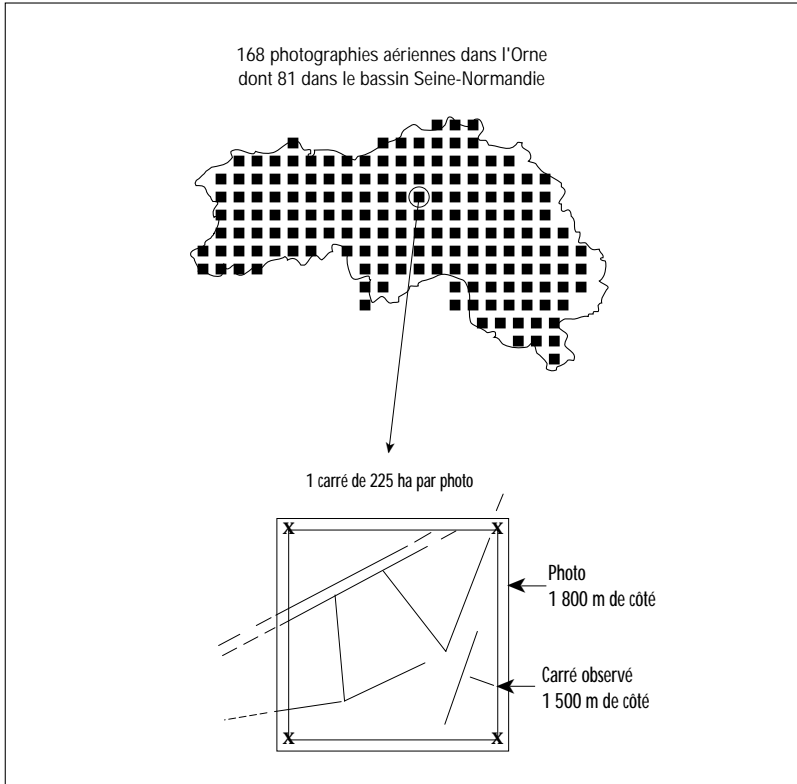 168 photographies aériennes dans l'Orne
dont 81 dans le bassin Seine-Normandie
1 carré de 225 ha par photo
X X
Photo
1 800 m de côté
Carré observé
1 500 m de côté
X X